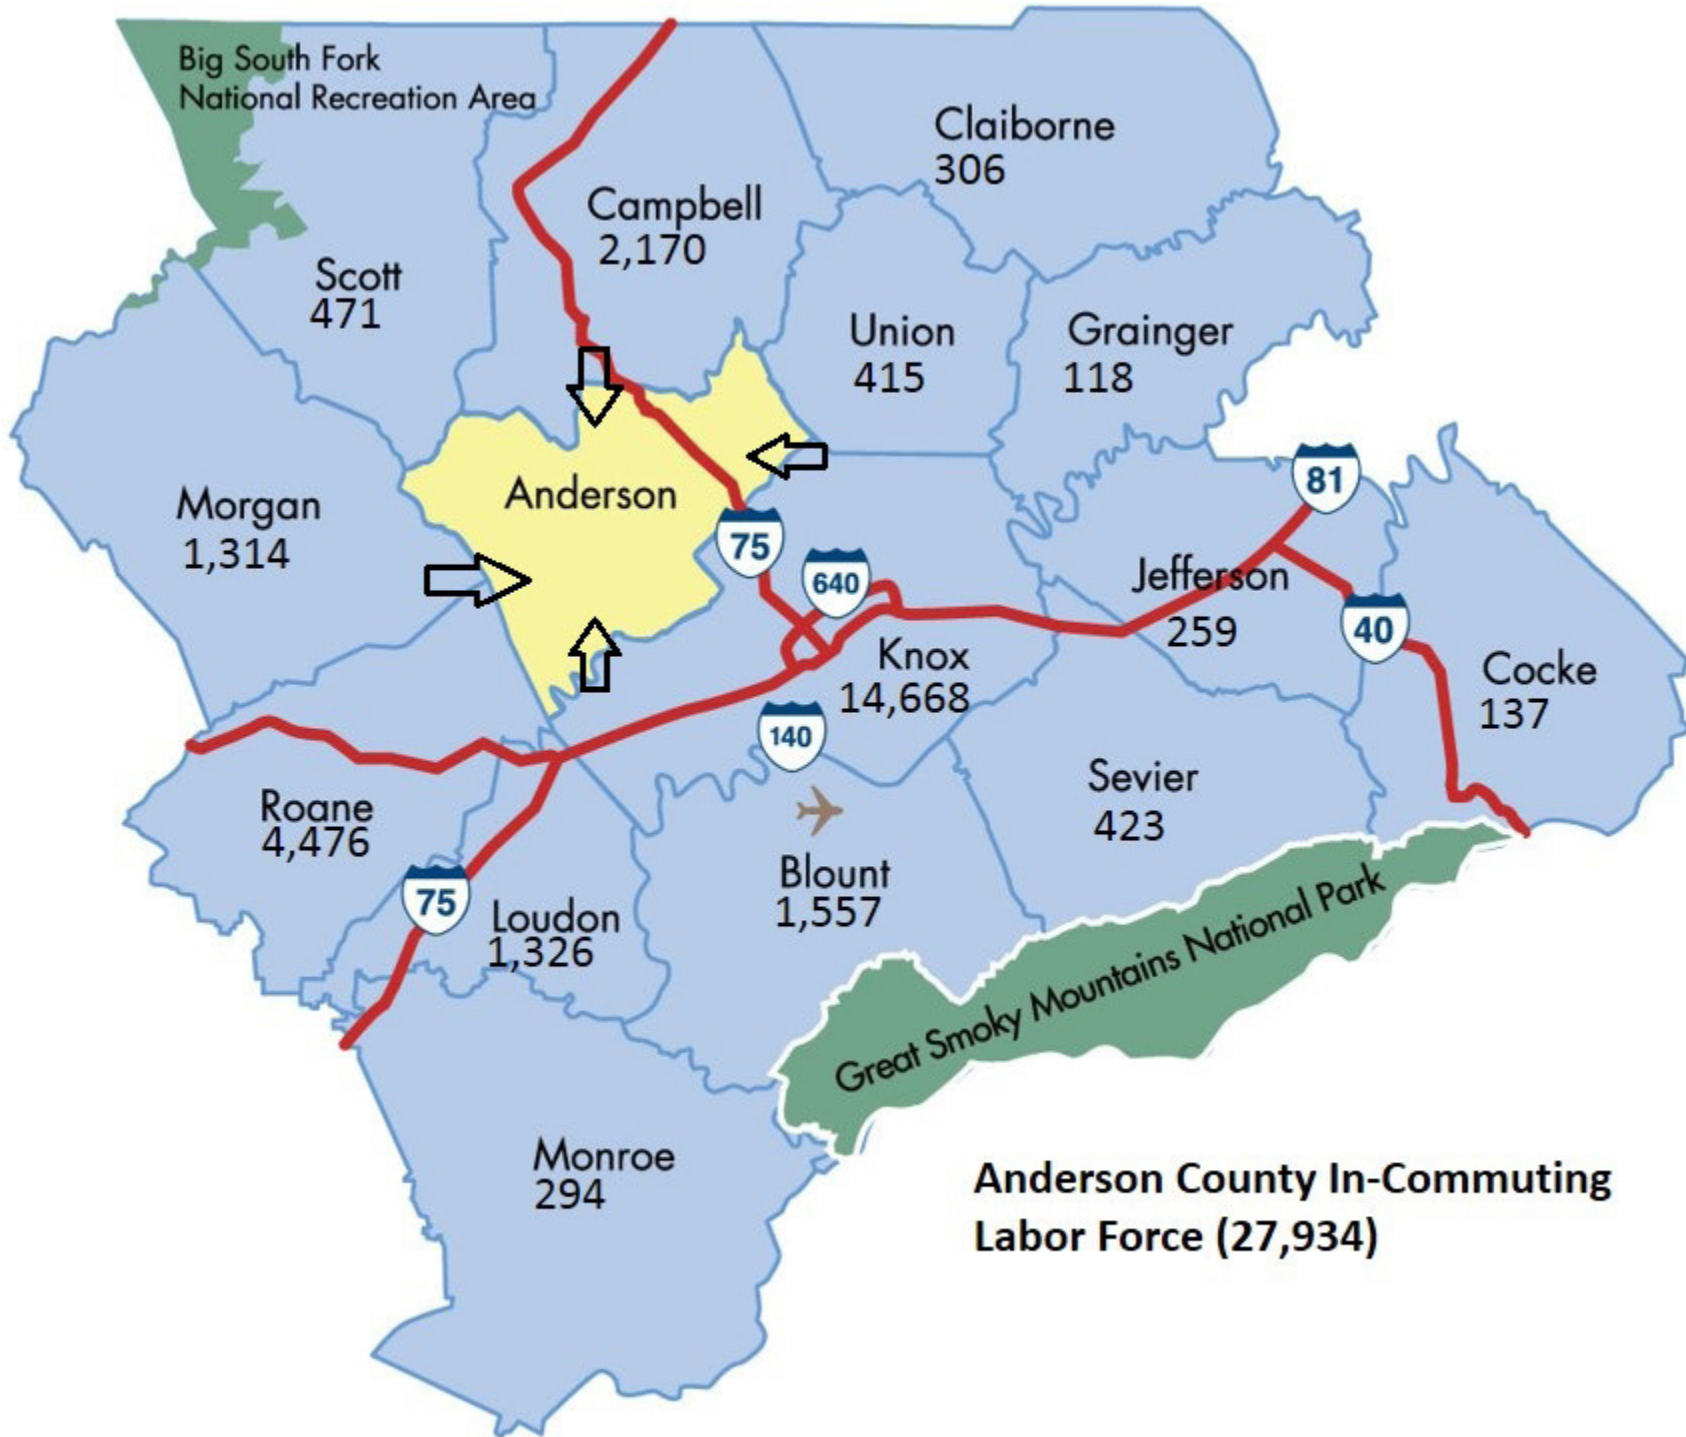 Big South Fork
National Recreation Area
Claiborne
306
Campbell
2,170
Scott
471
Union
415
Grainger
118
Anderson
Morgan
1,314
81
75
640
Jefferson
259
40
Knox
14,668
Cocke
137
140
Sevier
423
Roane
4,476
75
Loudon
1,326
Blount
1,557
Great Smoky Mountains National Park
Monroe
294
Anderson County In-Commuting
Labor Force (27,934)